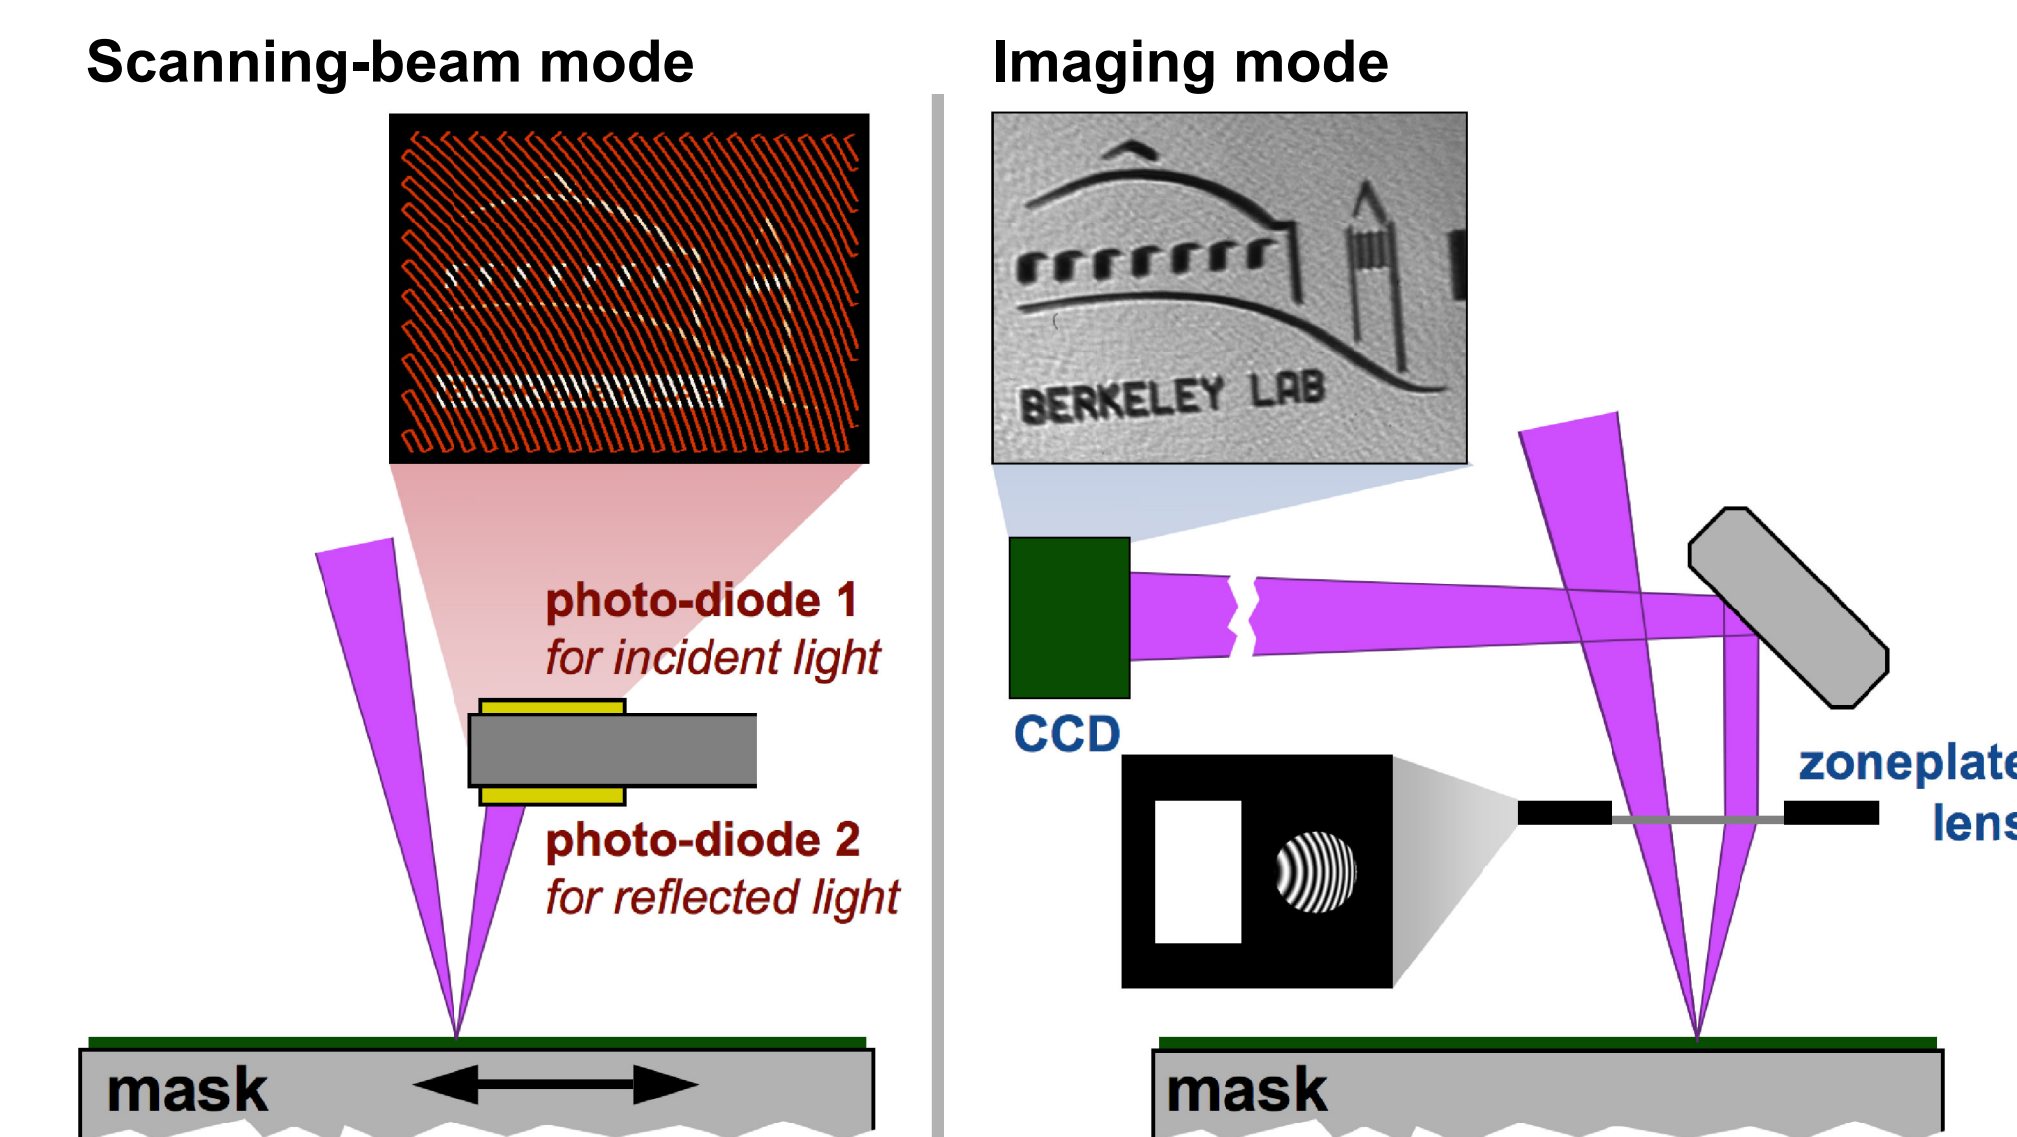 Scanning-beam mode
Imaging mode
BERKELEY LAB
photo-diode 1
for incident light
photo-diode 2
for reflected light
CCD
zoneplate
lens
mask
mask